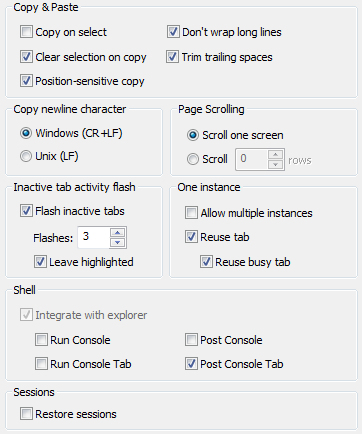 Copy & Paste
Copy on select
Don't wrap long lines
Clear selection on copy
Trim trailing spaces
Position-sensitive copy
Copy newline character
Page Scrolling
Windows (CR+LF)
Scroll one screen
Unix (LF)
Scroll 0 rows
Inactive tab activity flash
One instance
Flash inactive tabs
Allow multiple instances
Flashes: 3
Reuse tab
Leave highlighted
Reuse busy tab
Shell
Integrate with explorer
Run Console
Post Console
Run Console Tab
Post Console Tab
Sessions
Restore sessions